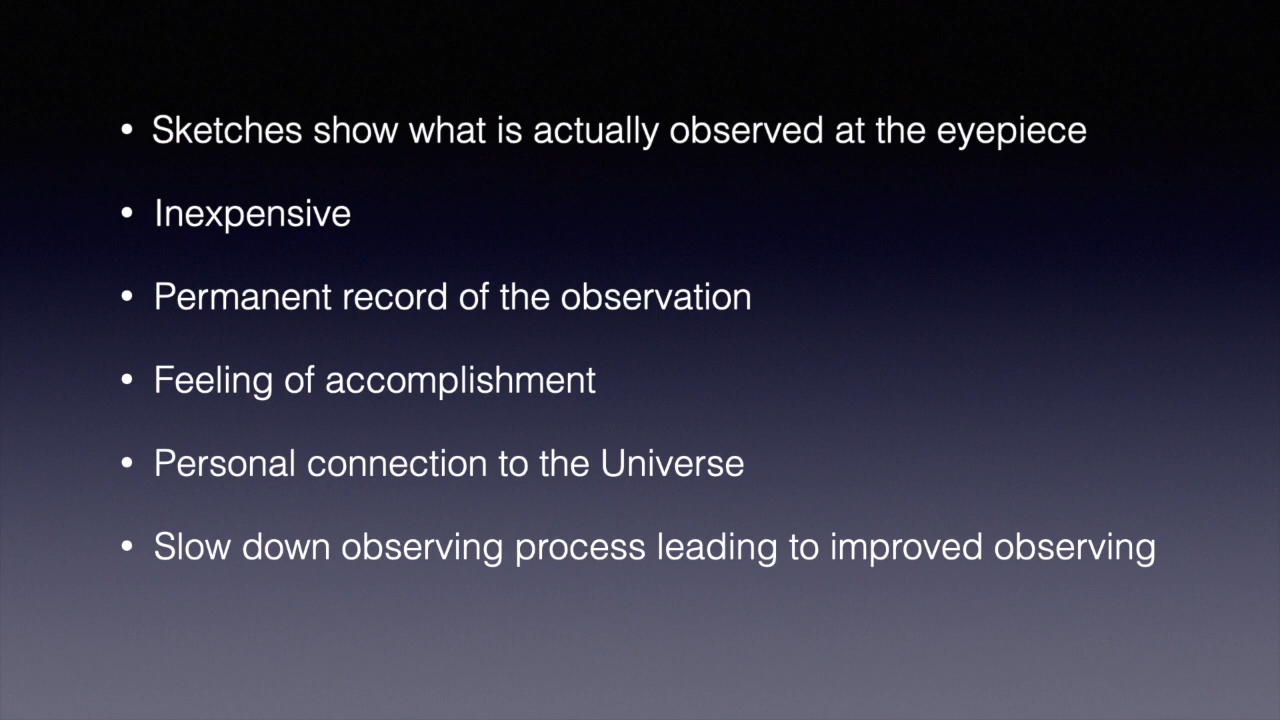 • Sketches show what is actually observed at the eyepiece
• Inexpensive
• Permanent record of the observation
• Feeling of accomplishment
• Personal connection to the Universe
• Slow down observing process leading to improved observing